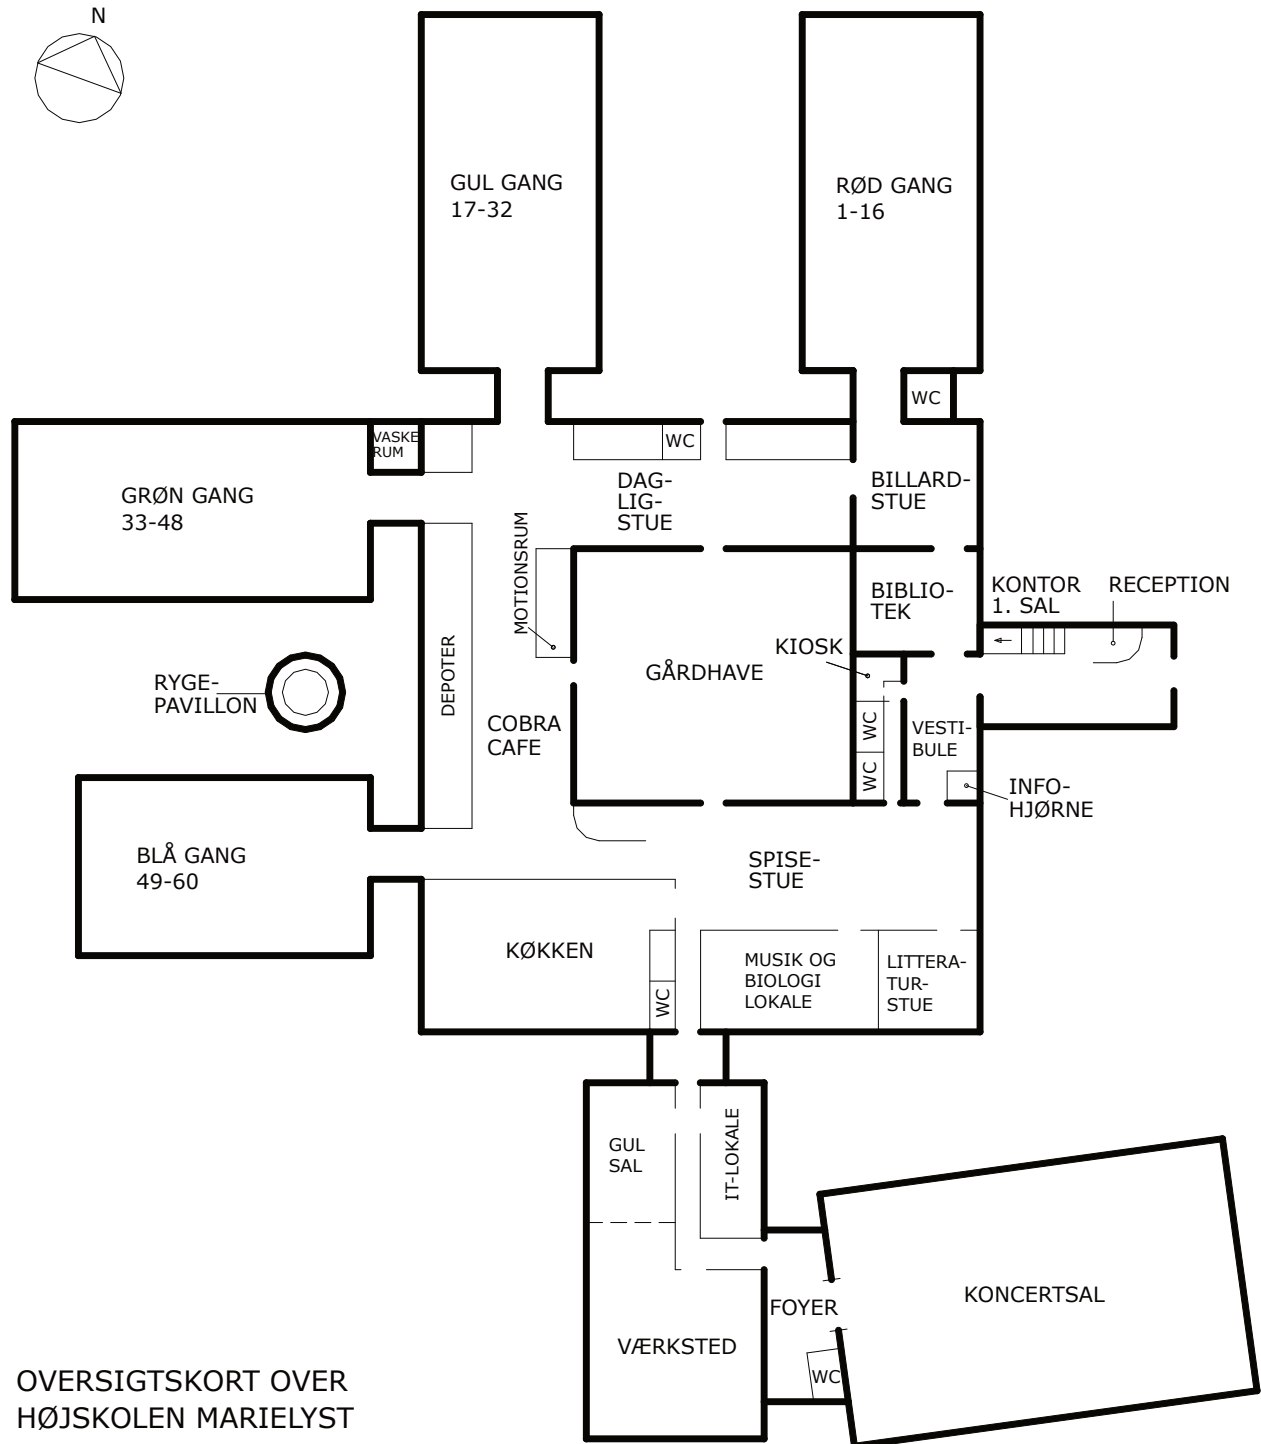 N
GUL GANG
17-32
RØD GANG
1-16
WC
VASKE
RUM
WC
GRØN GANG
33-48
DAG-
LIG-
STUE
BILLARD-
STUE
MOTIONSRUM
BIBLIO-
TEK
KONTOR
1. SAL
RECEPTION
KIOSK
GÅRDHAVE
DEPOTER
RYGE-
PAVILLON
COBRA
CAFE
WC
WC
VESTI-
BULE
INFO-
HJØRNE
BLÅ GANG
49-60
SPISE-
STUE
KØKKEN
WC
MUSIK OG
BIOLOGI
LOKALE
LITTERA-
TUR-
STUE
GUL
SAL
IT-LOKALE
FOYER
KONCERTSAL
VÆRKSTED
WC
OVERSIGTSKORT OVER
HØJSKOLEN MARIELYST